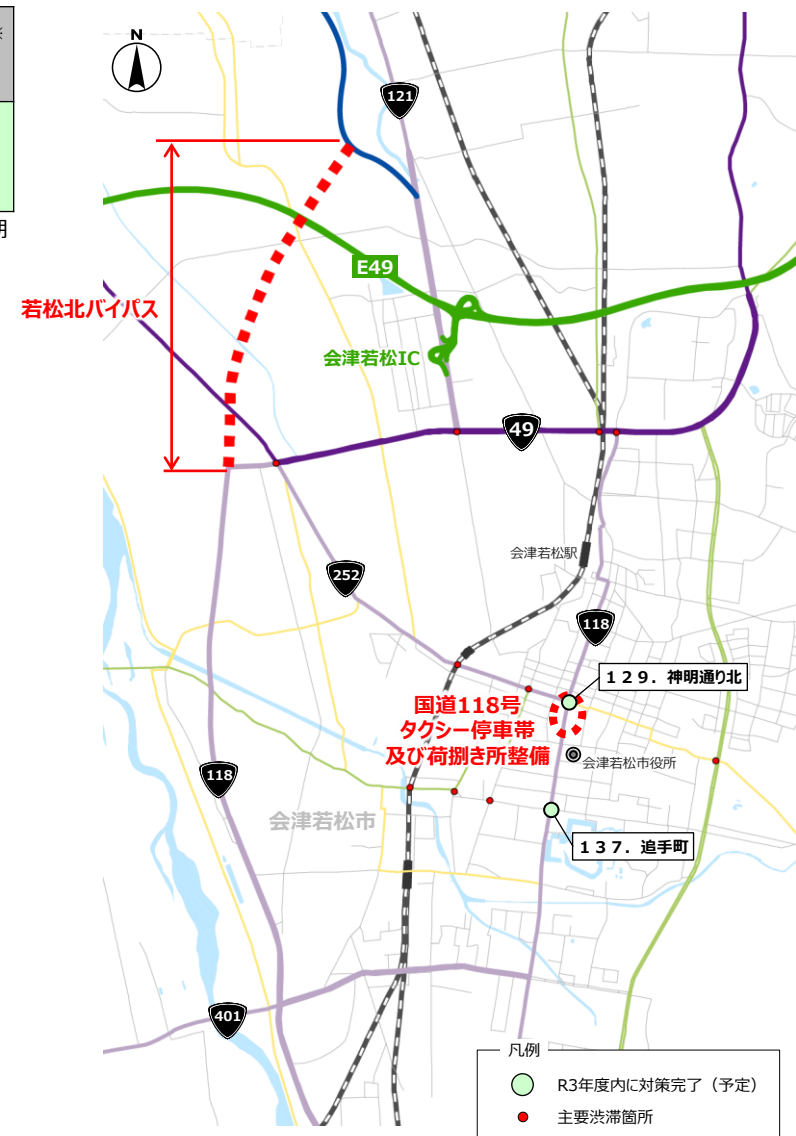 ※
期
N
121
E49
若松北バイパス
会津若松IC
49
会津若松駅
252
118
129．神明通り北
国道118号
タクシー停車帯
及び荷捌き所整備
会津若松市役所
118
会津若松市
137．追手町
401
凡例
R3年度内に対策完了（予定）
主要渋滞箇所